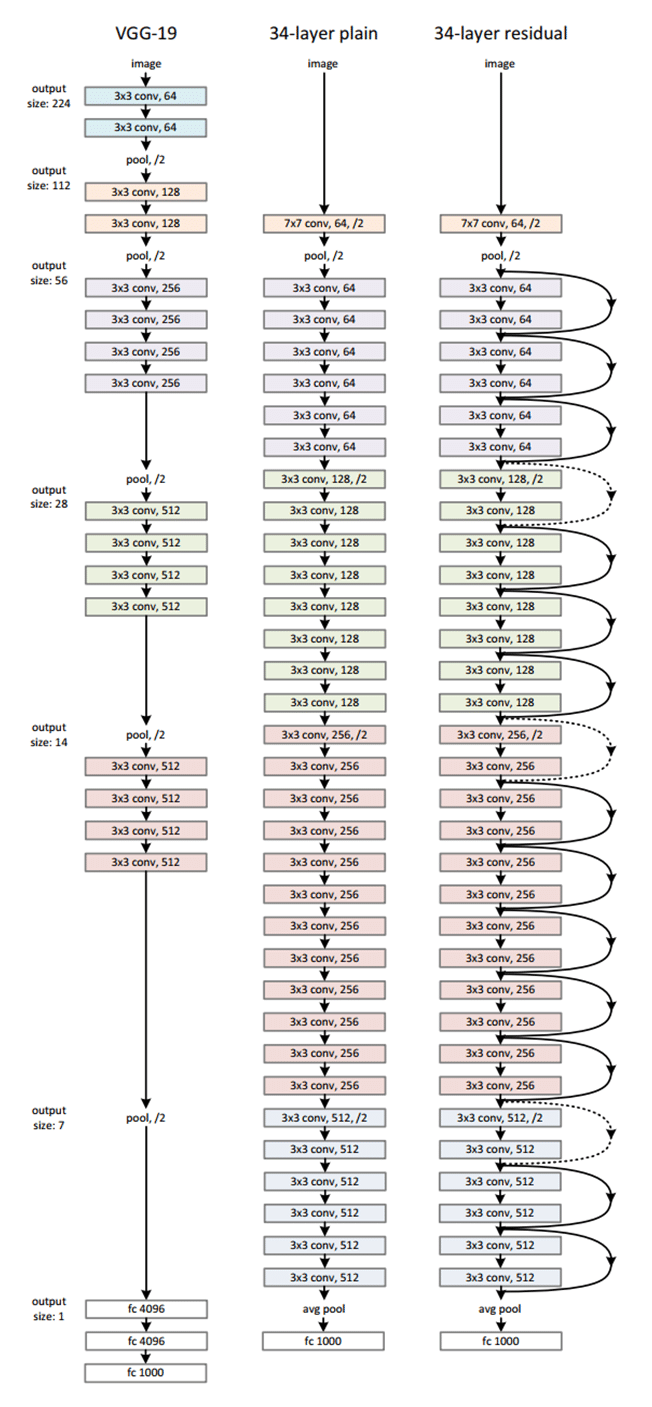 output
size: 224
output
size: 112
output
size: 56
output
size: 28
output
size: 14
output
size: 7
output
size: 1
VGG-19
image
3x3 conv, 64
3x3 conv, 64
pool, /2
3x3 conv, 128
3x3 conv, 128
pool, /2
3x3 conv, 256
3x3 conv, 256
3x3 conv, 256
3x3 conv, 256
pool, /2
3x3 conv, 512
3x3 conv, 512
3x3 conv, 512
3x3 conv, 512
pool, /2
3x3 conv, 512
3x3 conv, 512
3x3 conv, 512
3x3 conv, 512
pool, /2
fc 4096
fc 4096
fc 1000
34-layer plain
image
7x7 conv, 64, /2
pool, /2
3x3 conv, 64
3x3 conv, 64
3x3 conv, 64
3x3 conv, 64
3x3 conv, 64
3x3 conv, 64
3x3 conv, 128, /2
3x3 conv, 128
3x3 conv, 128
3x3 conv, 128
3x3 conv, 128
3x3 conv, 128
3x3 conv, 128
3x3 conv, 128
3x3 conv, 256, /2
3x3 conv, 256
3x3 conv, 256
3x3 conv, 256
3x3 conv, 256
3x3 conv, 256
3x3 conv, 256
3x3 conv, 256
3x3 conv, 256
3x3 conv, 256
3x3 conv, 256
3x3 conv, 256
3x3 conv, 512, /2
3x3 conv, 512
3x3 conv, 512
3x3 conv, 512
3x3 conv, 512
3x3 conv, 512
avg pool
fc 1000
34-layer residual
image
7x7 conv, 64, /2
pool, /2
3x3 conv, 64
3x3 conv, 64
3x3 conv, 64
3x3 conv, 64
3x3 conv, 64
3x3 conv, 64
3x3 conv, 128, /2
3x3 conv, 128
3x3 conv, 128
3x3 conv, 128
3x3 conv, 128
3x3 conv, 128
3x3 conv, 128
3x3 conv, 128
3x3 conv, 256, /2
3x3 conv, 256
3x3 conv, 256
3x3 conv, 256
3x3 conv, 256
3x3 conv, 256
3x3 conv, 256
3x3 conv, 256
3x3 conv, 256
3x3 conv, 256
3x3 conv, 256
3x3 conv, 256
3x3 conv, 512, /2
3x3 conv, 512
3x3 conv, 512
3x3 conv, 512
3x3 conv, 512
3x3 conv, 512
avg pool
fc 1000